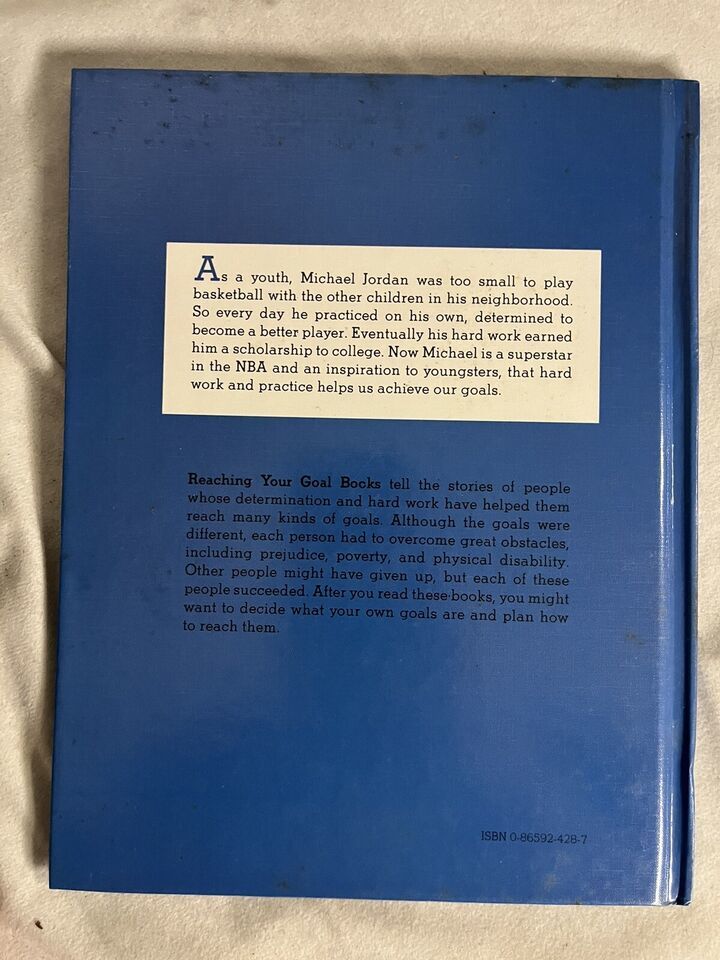 As a youth, Michael Jordan was too small to play
basketball with the other children in his neighborhood.
So every day he practiced on his own, determined to
become a better player. Eventually his hard work earned
him a scholarship to college. Now Michael is a superstar
in the NBA and an inspiration to youngsters, that hard
work and practice helps us achieve our goals.
Reaching Your Goal Books tell the stories of people
whose determination and hard work have helped them
reach many kinds of goals. Although the goals were
different, each person had to overcome great obstacles,
including prejudice, poverty, and physical disability.
Other people might have given up, but each of these
people succeeded. After you read these books, you might
want to decide what your own goals are and plan how
to reach them.
ISBN 0-86592-428-7